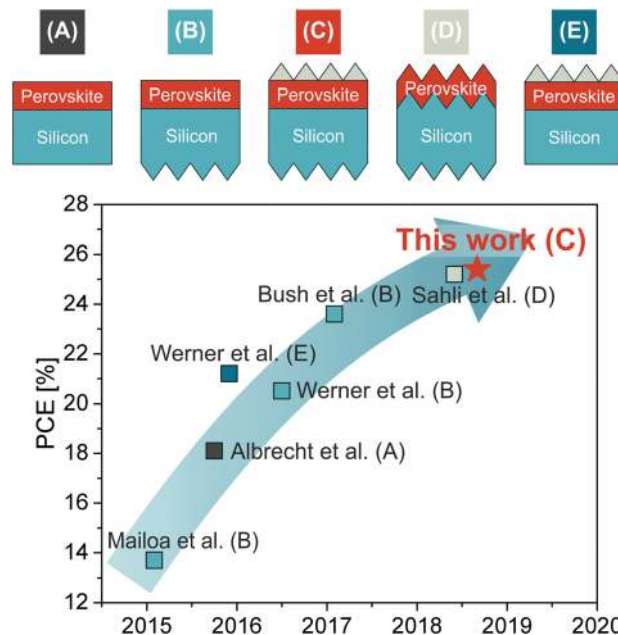 (A) (B) (C) (D) (E)
Perovskite Perovskite Perovskite Perovskite Perovskite
Silicon Silicon Silicon Silicon Silicon
28
26
24
22
20
18
16
14
12
PCE [%]
This work (C)
Bush et al. (B)
Sahli et al. (D)
Werner et al. (E)
Werner et al. (B)
Albrecht et al. (A)
Mailoa et al. (B)
2015 2016 2017 2018 2019 2020